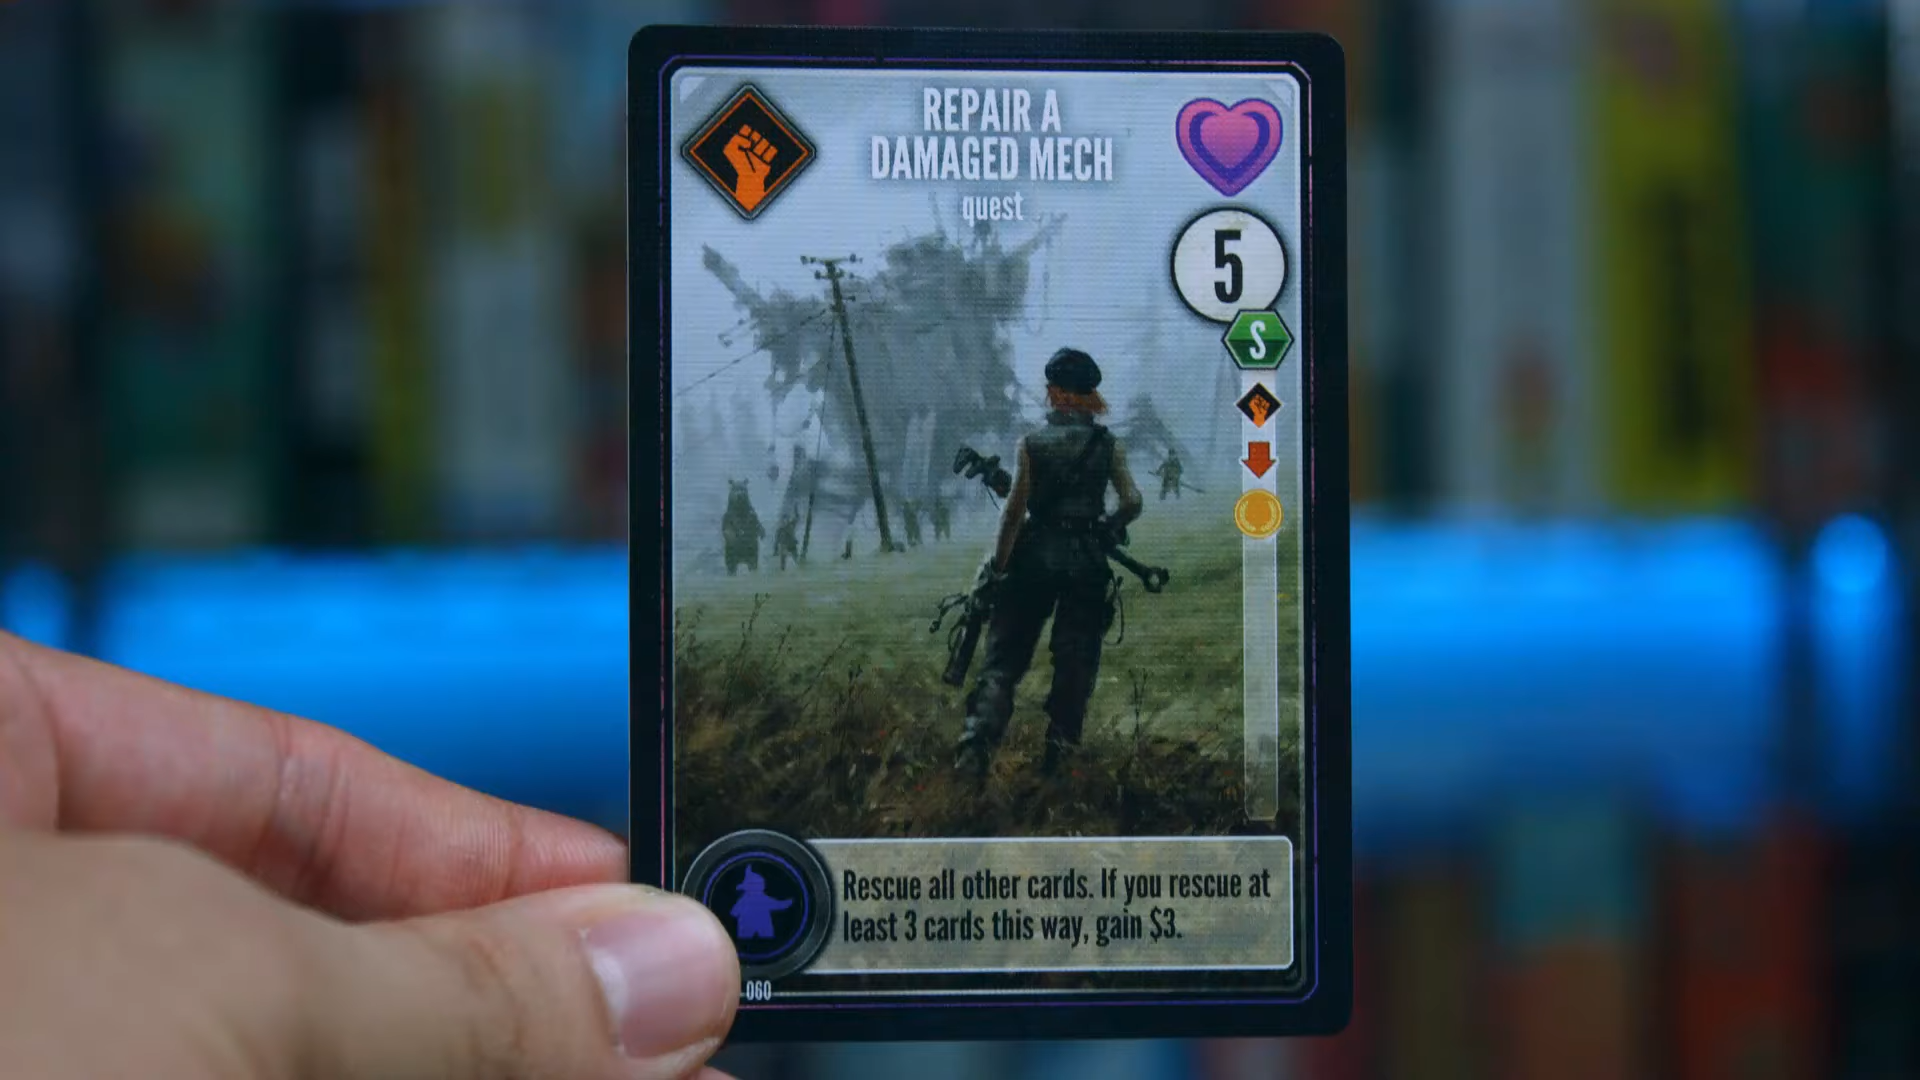 REPAIR A
DAMAGED MECH
quest
5
S
Rescue all other cards. If you rescue at
least 3 cards this way, gain $3.
060